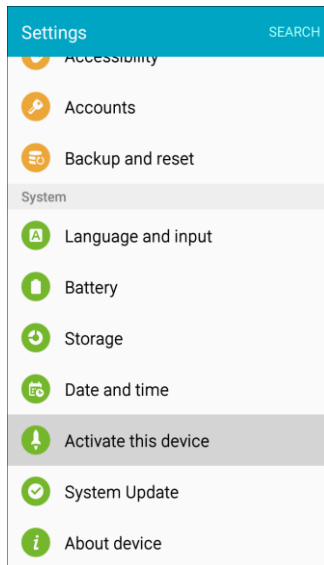 Settings
SEARCH
Accessibility
Accounts
Backup and reset
System
A
Language and input
Battery
Storage
Date and time
Activate this device
System Update
i
About device